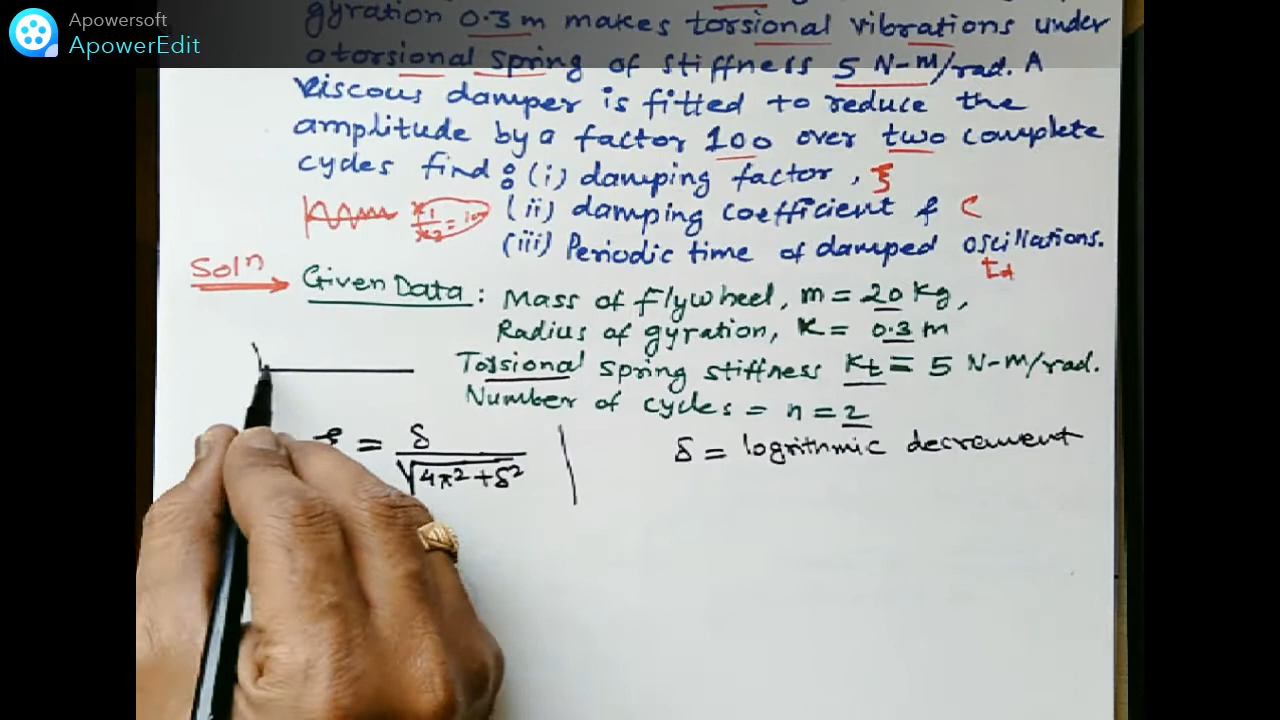 Apowersoft
ApowerEdit
gyration 0.3 m makes torsional vibrations under
a torsional spring of stiffness 5 N-m/rad. A
viscous damper is fitted to reduce the
amplitude by a factor 100 over two complete
cycles find : (i) damping factor, ξ
x1/x2 = 100 (ii) damping coefficient & C
(iii) Periodic time of damped oscillations.
td
Solⁿ
Given Data : Mass of flywheel, m = 20 kg,
Radius of gyration, K = 0.3 m
Torsional spring stiffness Kt = 5 N-m/rad.
Number of cycles = n = 2
ξ = δ/√4π²+δ² δ = logrithmic decrement